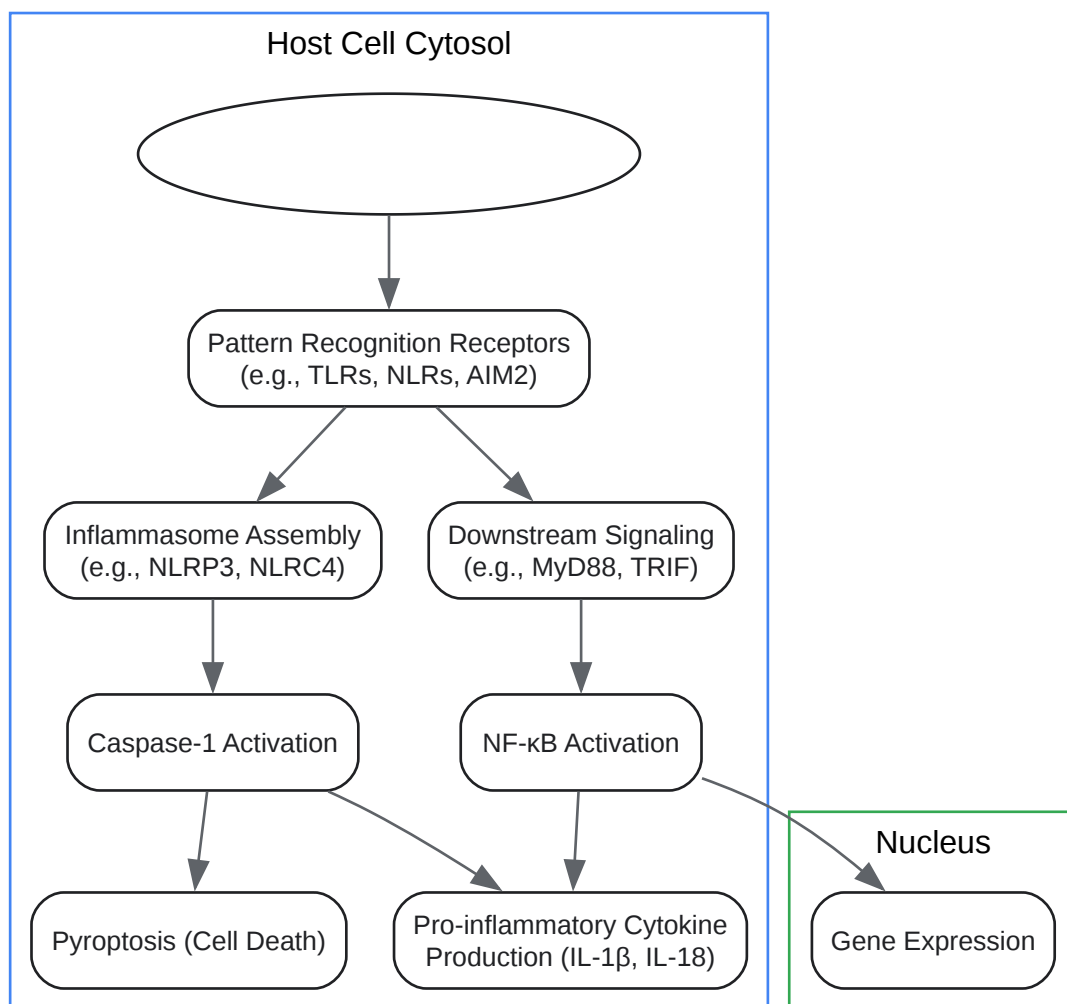 Host Cell Cytosol
Pattern Recognition Receptors
(e.g., TLRs, NLRs, AIM2)
Inflammasome Assembly
(e.g., NLRP3, NLRC4)
Downstream Signaling
(e.g., MyD88, TRIF)
Caspase-1 Activation
NF-κB Activation
Nucleus
Pyroptosis (Cell Death)
Pro-inflammatory Cytokine
Production (IL-1β, IL-18)
Gene Expression